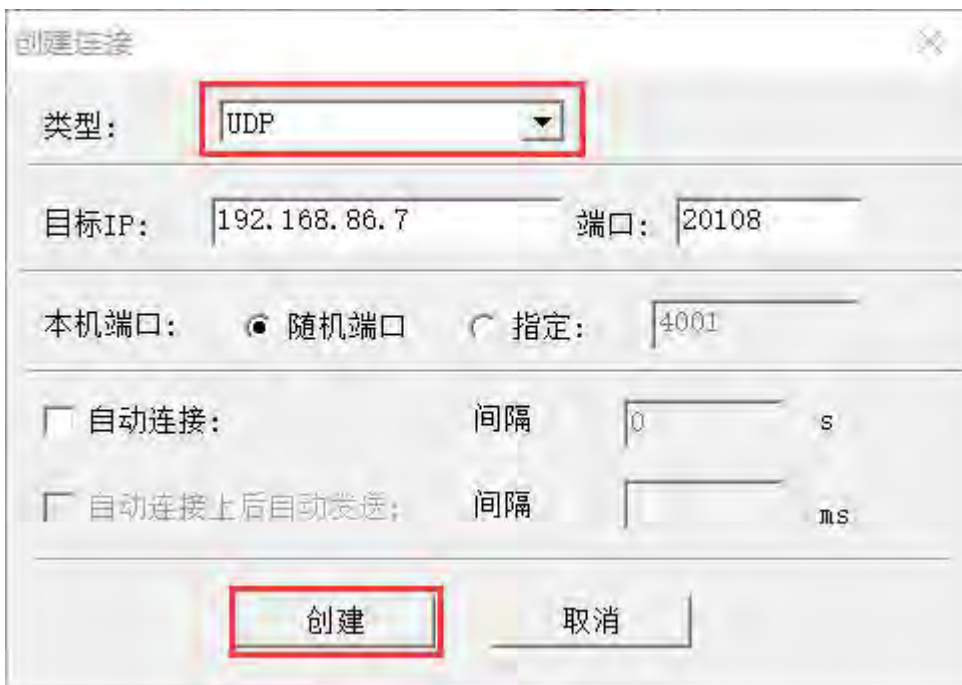 创建连接
类型： UDP
目标IP： 192.168.86.7 端口： 20108
本机端口： 随机端口 指定： 4001
自动连接： 间隔 0 s
自动连接上后自动发送： 间隔 ms
创建 取消